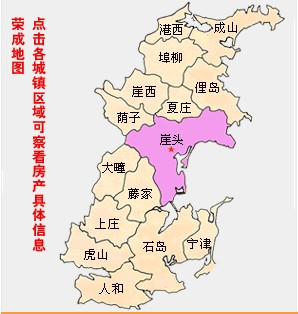 荣成地图
点击各城镇区域可察看房产具体信息
港西
成山
埠柳
崖西
俚岛
夏庄
荫子
崖头
大疃
滕家
上庄
石岛
宁津
虎山
人和